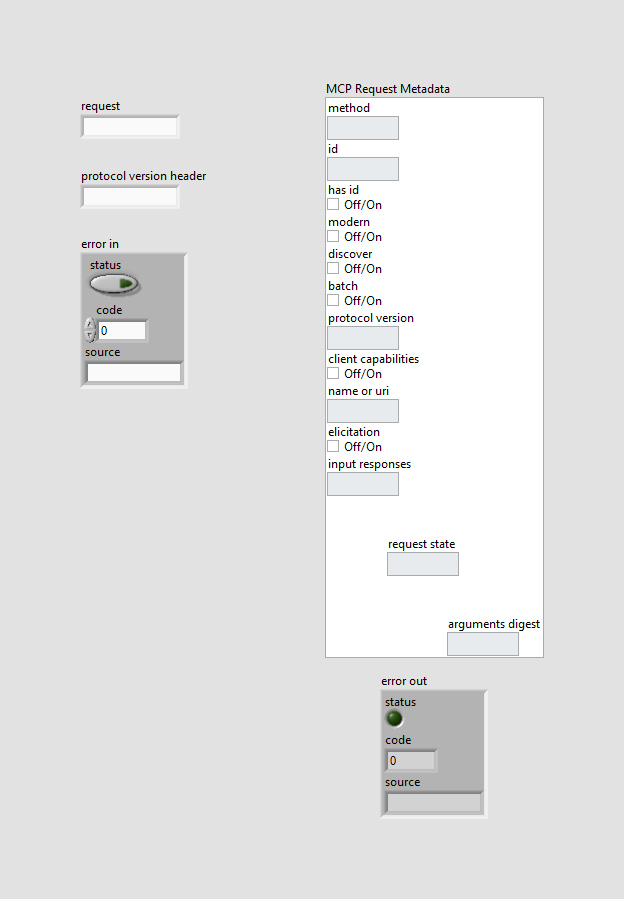 request
protocol version header
error in
status
code
0
source
MCP Request Metadata
method
id
has id
Off/On
modern
Off/On
discover
Off/On
batch
Off/On
protocol version
client capabilities
Off/On
name or uri
elicitation
Off/On
input responses
request state
arguments digest
error out
status
code
0
source